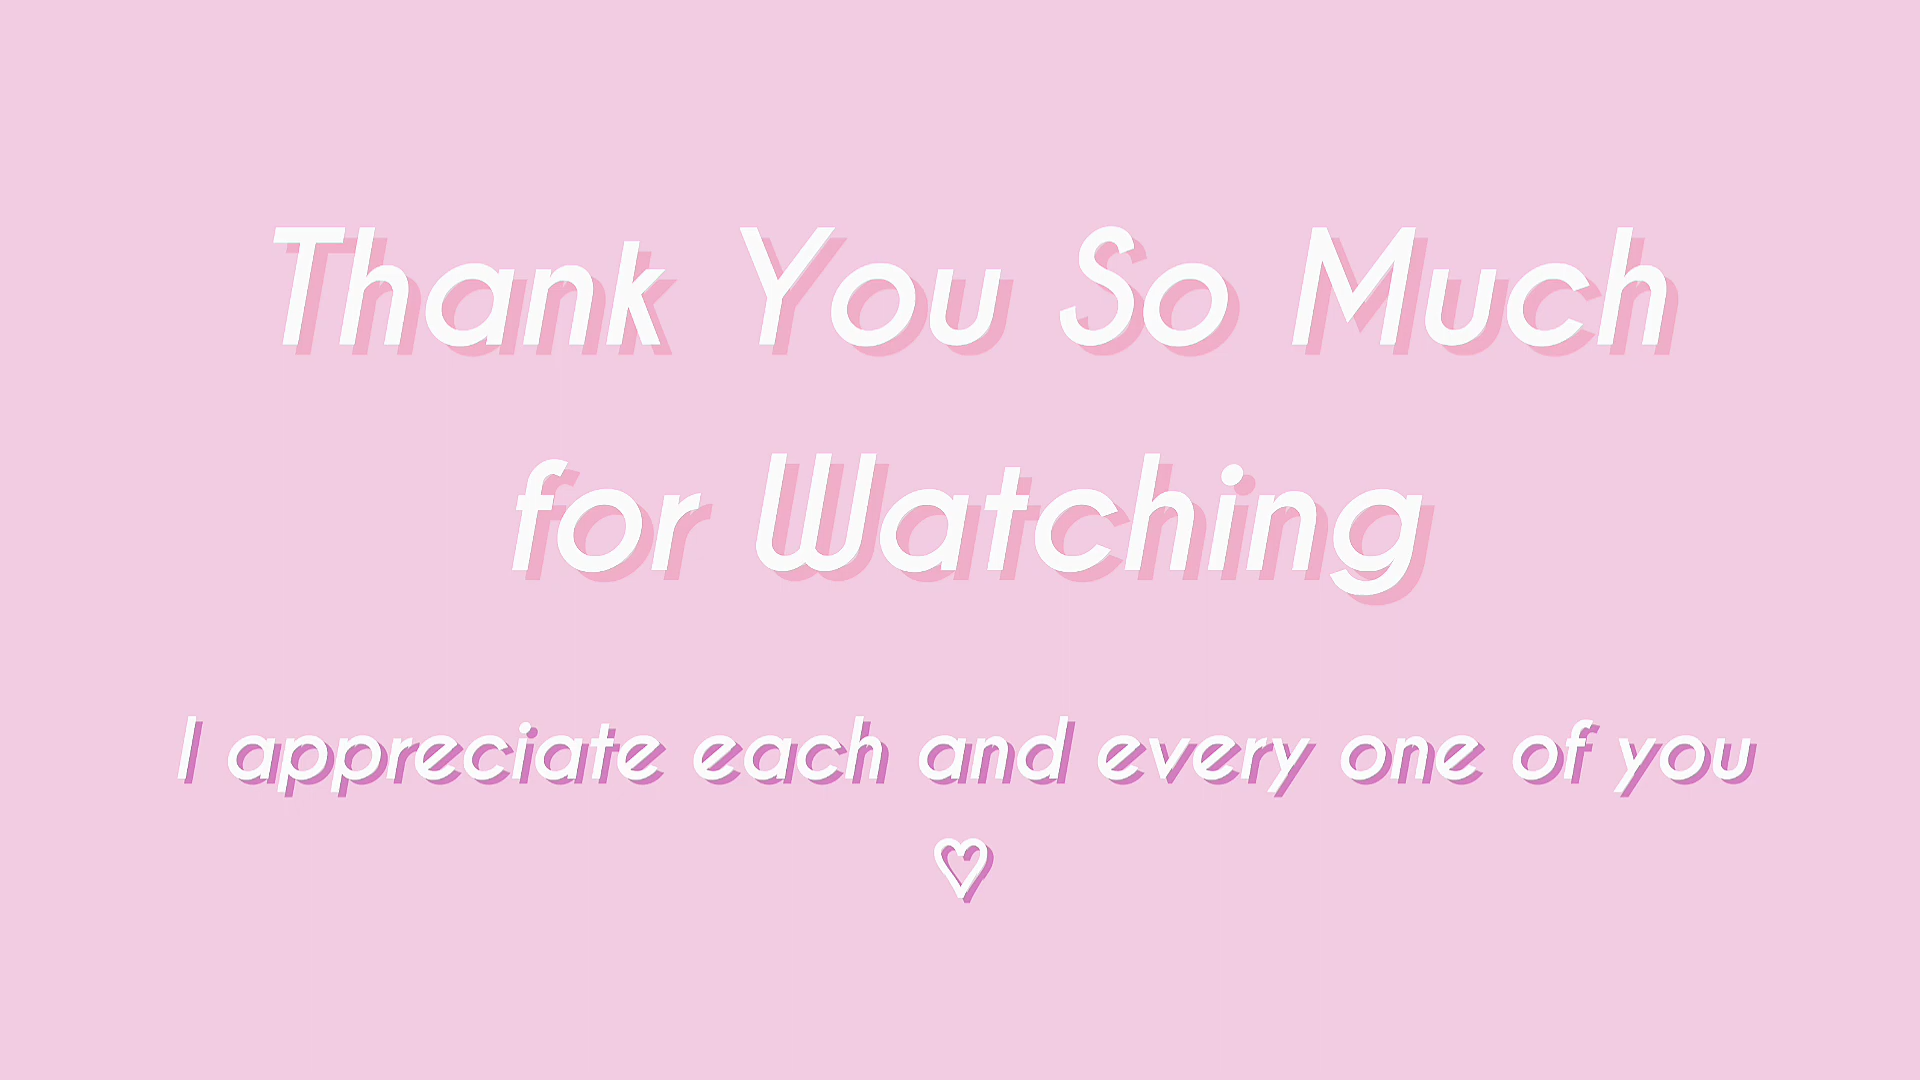 Thank You So Much
for Watching
I appreciate each and every one of you
♡